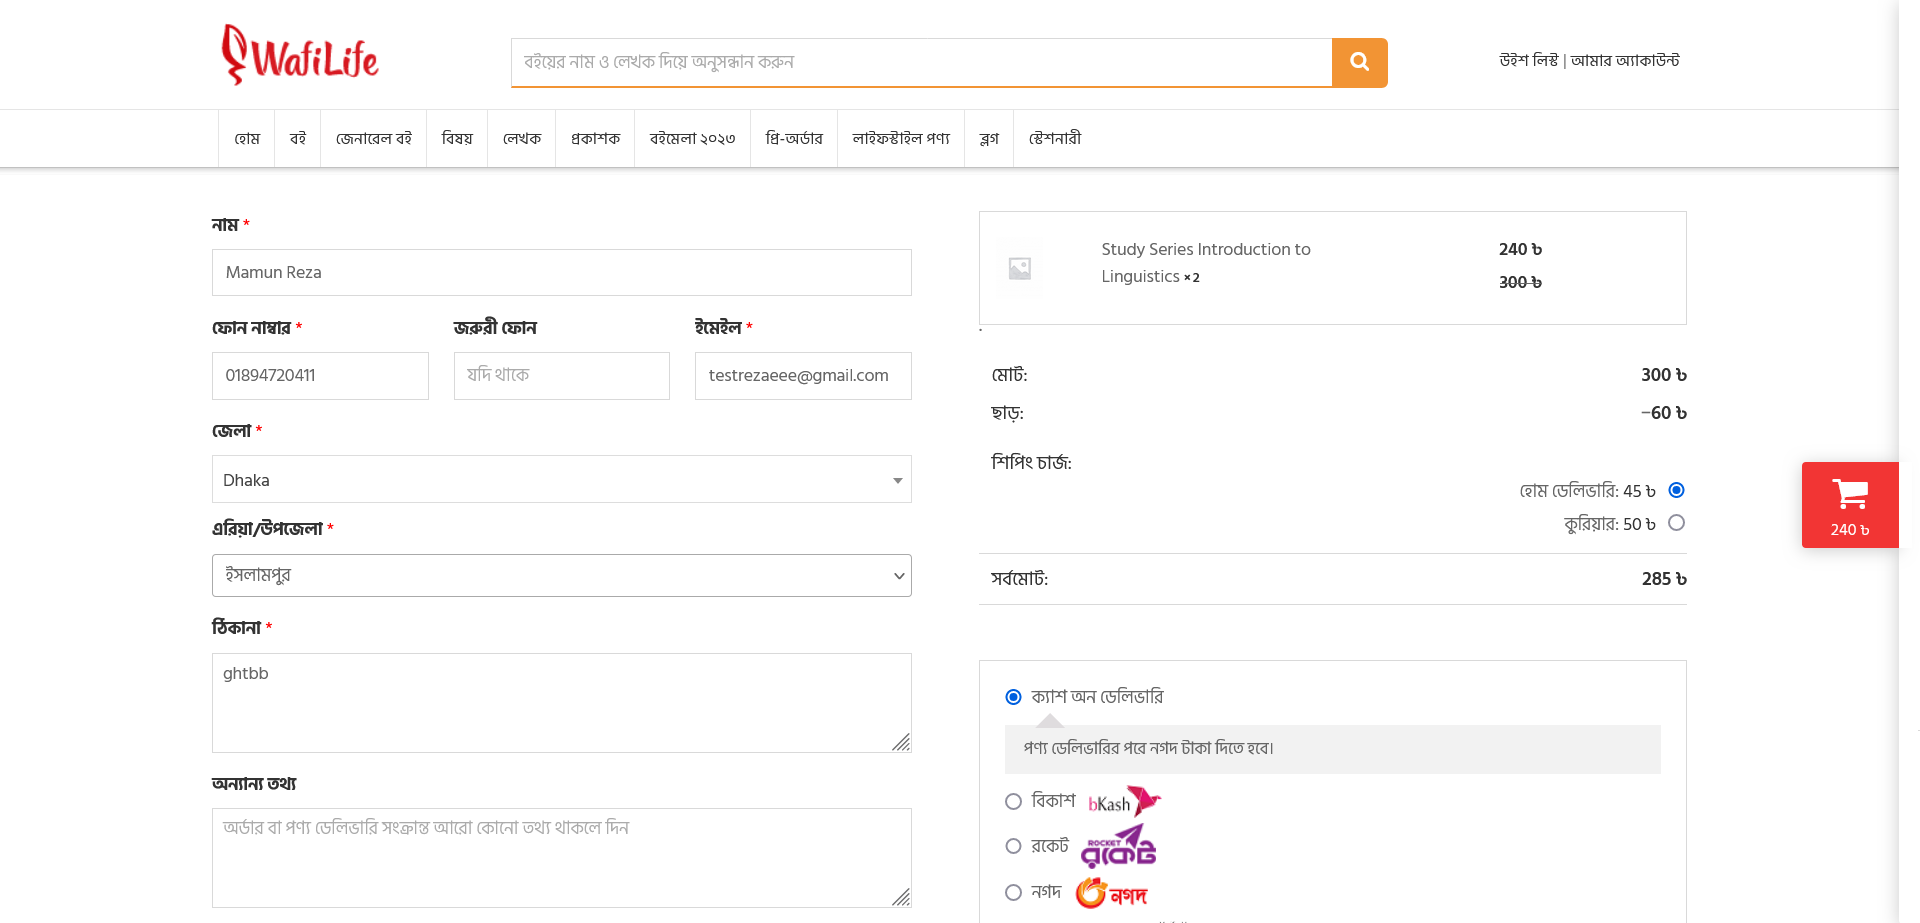 WafiLife
বইয়ের নাম ও লেখক দিয়ে অনুসন্ধান করুন
উইশ লিস্ট | আমার অ্যাকাউন্ট
হোম বই জেনারেল বই বিষয় লেখক প্রকাশক বইমেলা ২০২৩ প্রি-অর্ডার লাইফস্টাইল পণ্য ব্লগ স্টেশনারী
নাম *
Mamun Reza
ফোন নাম্বার * জরুরী ফোন ইমেইল *
01894720411 যদি থাকে testrezaeee@gmail.com
জেলা *
Dhaka
এরিয়া/উপজেলা *
ইসলামপুর
ঠিকানা *
ghtbb
অন্যান্য তথ্য
অর্ডার বা পণ্য ডেলিভারি সংক্রান্ত আরো কোনো তথ্য থাকলে দিন
Study Series Introduction to 240 ৳
Linguistics × 2 300 ৳
মোট: 300 ৳
ছাড়: -60 ৳
শিপিং চার্জ:
হোম ডেলিভারি: 45 ৳
কুরিয়ার: 50 ৳
সর্বমোট: 285 ৳
240 ৳
ক্যাশ অন ডেলিভারি
পণ্য ডেলিভারির পরে নগদ টাকা দিতে হবে।
বিকাশ bKash
রকেট ROCKET রকেট
নগদ নগদ